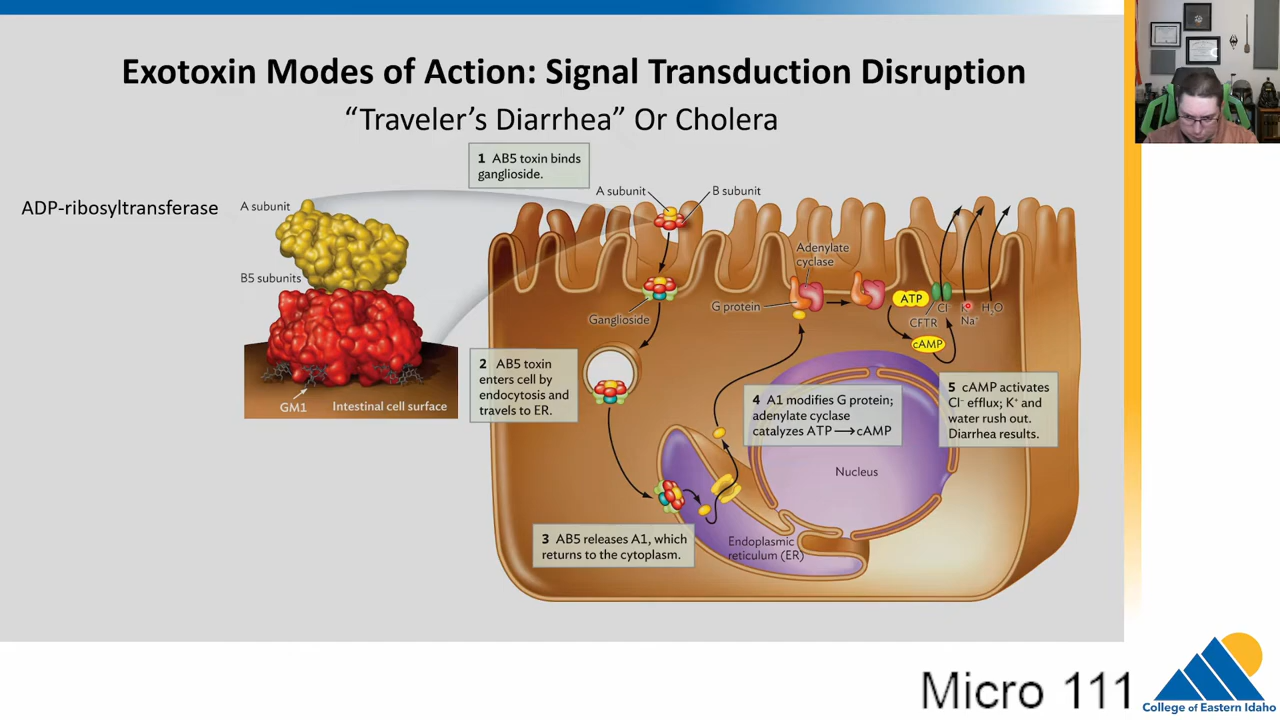 Exotoxin Modes of Action: Signal Transduction Disruption
“Traveler’s Diarrhea” Or Cholera
1 AB5 toxin binds
ganglioside.
A subunit
B subunit
ADP-ribosyltransferase
A subunit
B5 subunits
GM1
Intestinal cell surface
Adenylate
cyclase
G protein
Ganglioside
ATP
CFTR
cAMP
Cl⁻
Na⁺
H₂O
2 AB5 toxin
enters cell by
endocytosis and
travels to ER.
4 A1 modifies G protein;
adenylate cyclase
catalyzes ATP ⟶ cAMP
5 cAMP activates
Cl⁻ efflux; K⁺ and
water rush out.
Diarrhea results.
Nucleus
3 AB5 releases A1, which
returns to the cytoplasm.
Endoplasmic
reticulum (ER)
Micro 111
College of Eastern Idaho